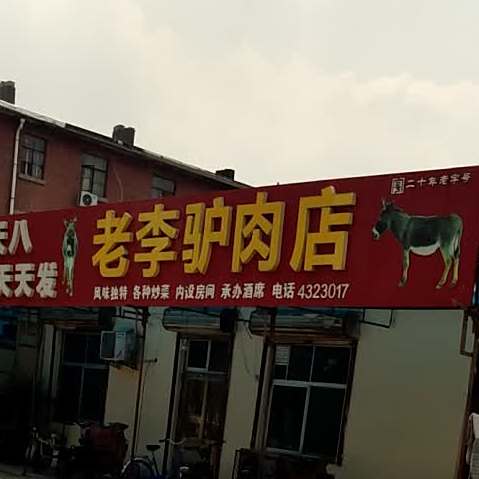 二十年老字号
天八
天天发
老李驴肉店
风味独特 各种炒菜 内设房间 承办酒席 电话 4323017